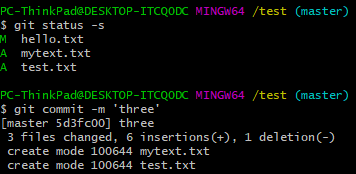 PC-ThinkPad@DESKTOP-ITCQODC MINGW64 /test (master)
$ git status -s
M  hello.txt
A  mytext.txt
A  test.txt

PC-ThinkPad@DESKTOP-ITCQODC MINGW64 /test (master)
$ git commit -m 'three'
[master 5d3fc00] three
 3 files changed, 6 insertions(+), 1 deletion(-)
 create mode 100644 mytext.txt
 create mode 100644 test.txt